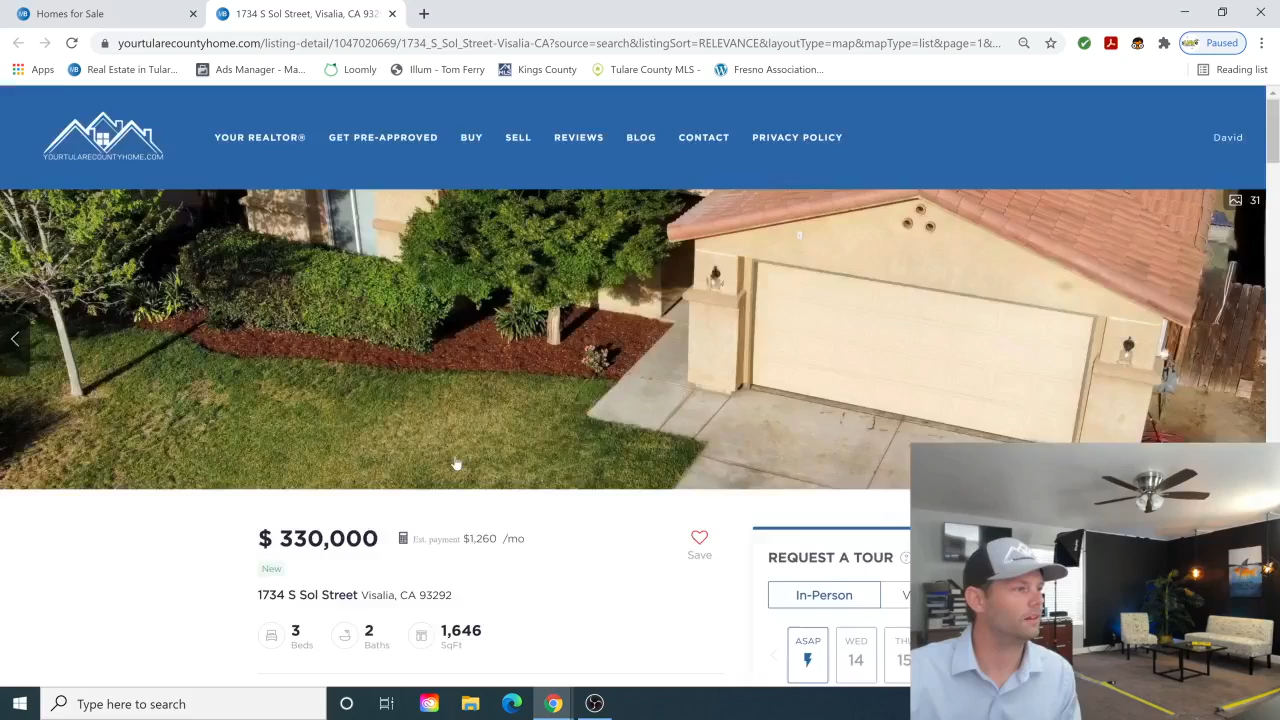 Homes for Sale
1734 S Sol Street, Visalia, CA 932
yourtularecountyhome.com/listing-detail/1047020669/1734_S_Sol_Street-Visalia-CA?source=search&listingSort=RELEVANCE&layoutType=map&mapType=list&page=1&...
Paused
Apps
Real Estate in Tular...
Ads Manager - Ma...
Loomly
Illum - Tom Ferry
Kings County
Tulare County MLS -
Fresno Association...
Reading list
YOURTULARECOUNTYHOME.COM
YOUR REALTOR®
GET PRE-APPROVED
BUY
SELL
REVIEWS
BLOG
CONTACT
PRIVACY POLICY
David
31
$ 330,000
Est. payment $1,260 /mo
Save
New
1734 S Sol Street Visalia, CA 93292
3
Beds
2
Baths
1,646
SqFt
REQUEST A TOUR
In-Person
V
ASAP
WED
14
THU
15
Type here to search